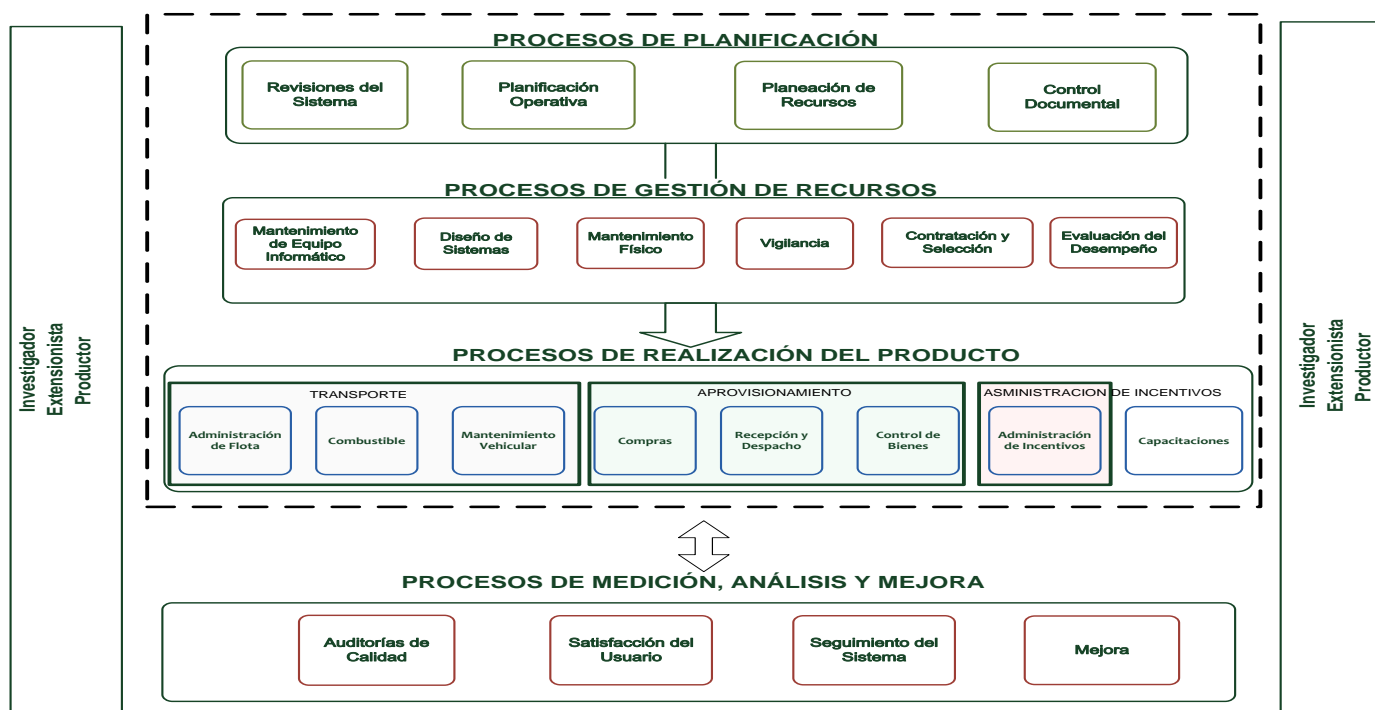 PROCESOS DE PLANIFICACIÓN
Revisiones del
Sistema
Planificación
Operativa
Planeación de
Recursos
Control
Documental
PROCESOS DE GESTIÓN DE RECURSOS
Mantenimiento
de Equipo
Informático
Diseño de
Sistemas
Mantenimiento
Físico
Vigilancia
Contratación y
Selección
Evaluación del
Desempeño
Investigador
Extensionista
Productor
PROCESOS DE REALIZACIÓN DEL PRODUCTO
TRANSPORTE
Administración
de Flota
Combustible
Mantenimiento
Vehicular
APROVISIONAMIENTO
Compras
Recepción y
Despacho
Control de
Bienes
ASMINISTRACION DE INCENTIVOS
Administración
de Incentivos
Capacitaciones
Investigador
Extensionista
Productor
PROCESOS DE MEDICIÓN, ANÁLISIS Y MEJORA
Auditorías de
Calidad
Satisfacción del
Usuario
Seguimiento del
Sistema
Mejora